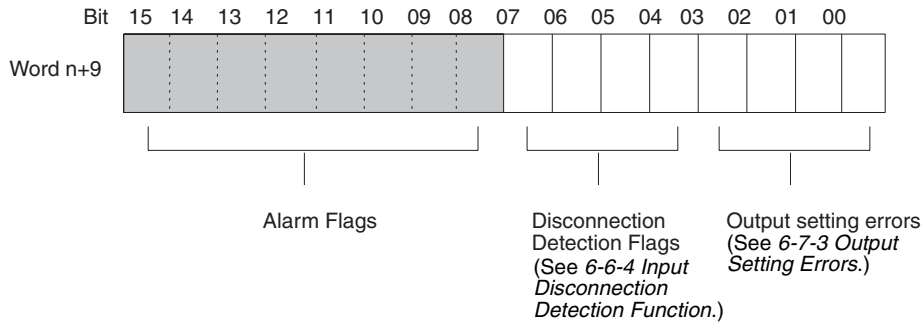 Bit 15 14 13 12 11 10 09 08 07 06 05 04 03 02 01 00
Word n+9
Alarm Flags
Disconnection
Detection Flags
(See 6-6-4 Input
Disconnection
Detection Function.)
Output setting errors
(See 6-7-3 Output
Setting Errors.)